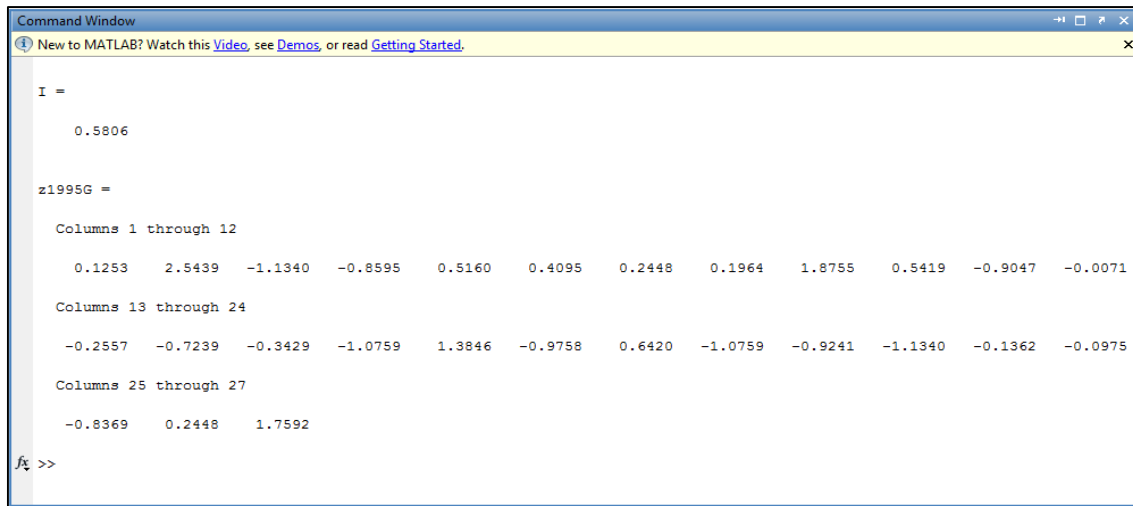 Command Window
New to MATLAB? Watch this Video, see Demos, or read Getting Started.
I =
0.5806
z1995G =
Columns 1 through 12
0.1253 2.5439 -1.1340 -0.8595 0.5160 0.4095 0.2448 0.1964 1.8755 0.5419 -0.9047 -0.0071
Columns 13 through 24
-0.2557 -0.7239 -0.3429 -1.0759 1.3846 -0.9758 0.6420 -1.0759 -0.9241 -1.1340 -0.1362 -0.0975
Columns 25 through 27
-0.8369 0.2448 1.7592
fx >>